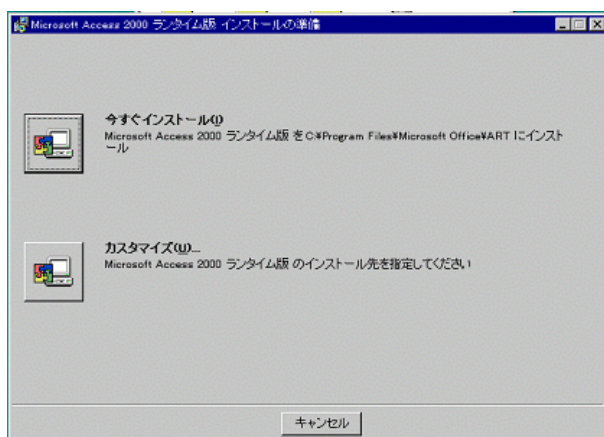 Microsoft Access 2000 ランタイム版 インストールの準備
今すぐインストール(I)
Microsoft Access 2000 ランタイム版 をC:¥Program Files¥Microsoft Office¥ART にインスト
ール
カスタマイズ(U)...
Microsoft Access 2000 ランタイム版 のインストール先を指定してください
キャンセル